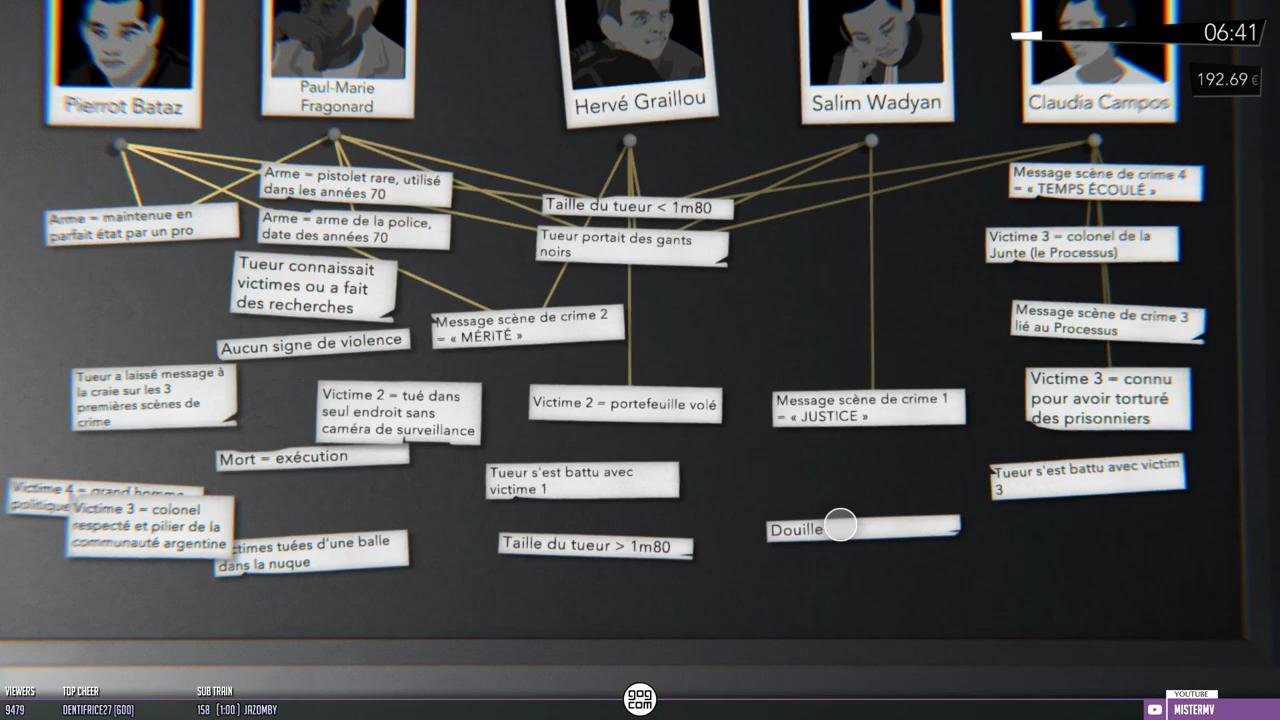 06:41
192.69 €
Pierrot Bataz
Paul-Marie
Fragonard
Hervé Graillou
Salim Wadyan
Claudia Campos
Arme = pistolet rare, utilisé
dans les années 70
Taille du tueur < 1m80
Message scène de crime 4
= « TEMPS ÉCOULÉ »
Arme = maintenue en
parfait état par un pro
Arme = arme de la police,
date des années 70
Tueur portait des gants
noirs
Victime 3 = colonel de la
Junte (le Processus)
Tueur connaissait
victimes ou a fait
des recherches
Message scène de crime 2
= « MÉRITÉ »
Message scène de crime 3
lié au Processus
Aucun signe de violence
Tueur a laissé message à
la craie sur les 3
premières scènes de
crime
Victime 2 = tué dans
seul endroit sans
caméra de surveillance
Victime 2 = portefeuille volé
Message scène de crime 1
= « JUSTICE »
Victime 3 = connu
pour avoir torturé
des prisonniers
Mort = exécution
Tueur s'est battu avec
victime 1
Tueur s'est battu avec victim
3
Victime 4 = grand homme
politique
Victime 3 = colonel
respecté et pilier de la
communauté argentine
ctimes tuées d'une balle
dans la nuque
Taille du tueur > 1m80
Douille
VIEWERS
9479
TOP CHEER
DENTIFRICE27 [600]
SUB TRAIN
158 [1:00] JAZOMBY
gog
com
YOUTUBE
MISTERMV